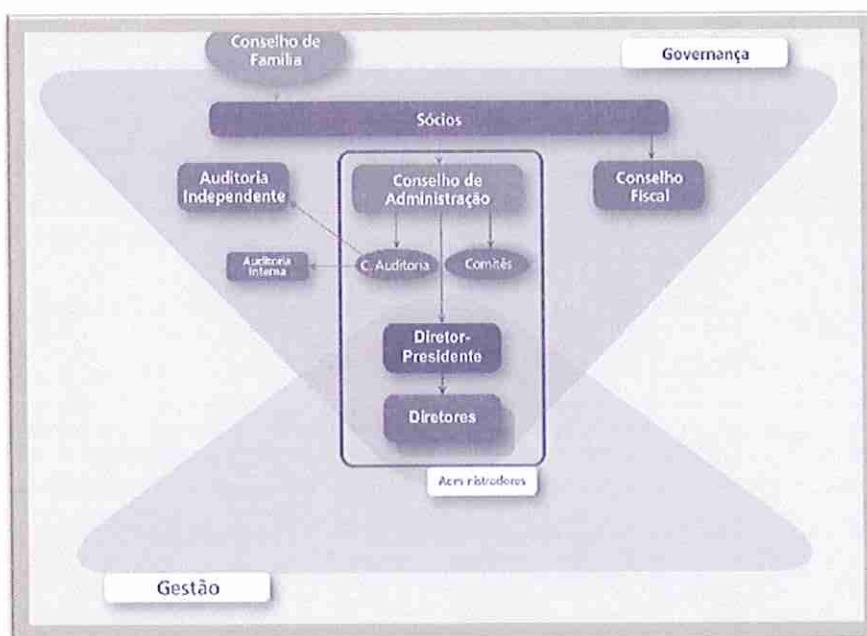 Conselho de
Família
Governança
Sócios
Auditoria
Independente
Conselho de
Administração
Conselho
Fiscal
Auditoria
Interna
C. Auditoria
Comitês
Diretor-
Presidente
Diretores
Gestão